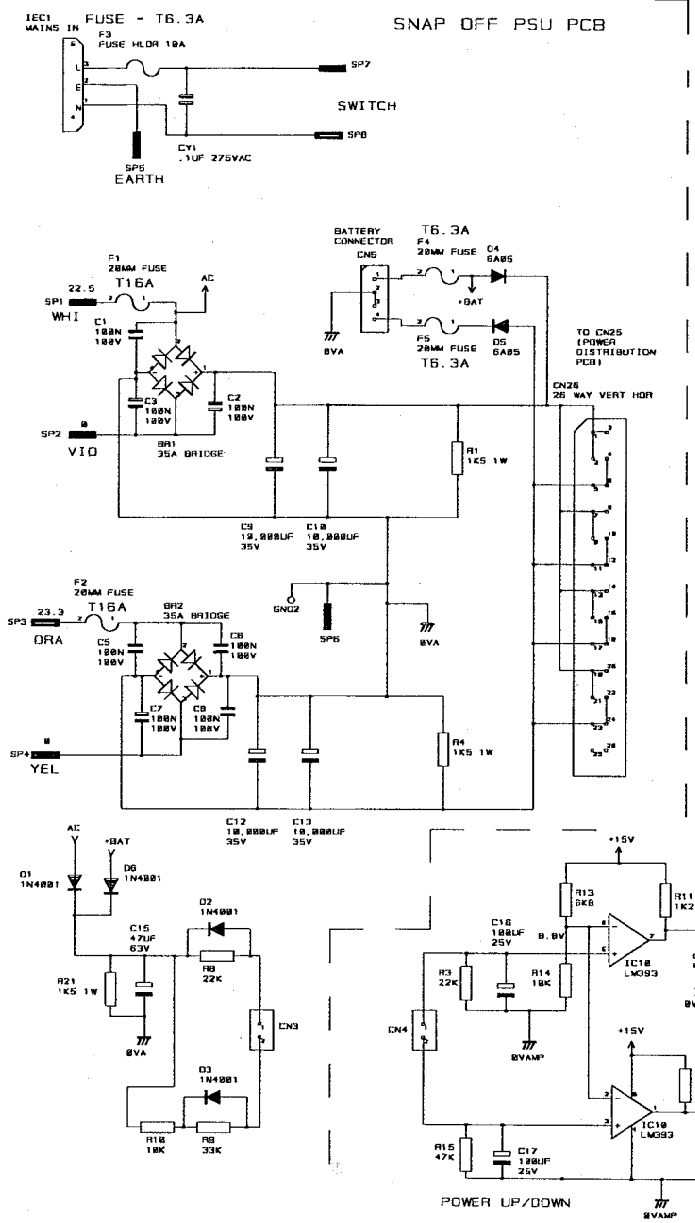 IEC1
MAINS IN
FUSE - T6.3A
F3
FUSE HLDR 10A
SNAP OFF PSU PCB
L
E
N
SP7
SWITCH
SP8
CY1
.1UF 275VAC
SP5
EARTH
BATTERY
CONNECTOR
CN5
T6.3A
F4
20MM FUSE
D4
6A05
+BAT
F5
20MM FUSE
T6.3A
D5
6A05
0VA
F1
20MM FUSE
T16A
AC
SP1
22.5
WHI
C1
100N
100V
C3
100N
100V
C2
100N
100V
SP2
0
VIO
BR1
35A BRIDGE
TO CN25
(POWER
DISTRIBUTION
PCB)
CN26
26 WAY VERT HDR
R1
1K5 1W
C9
10,000UF
35V
C10
10,000UF
35V
F2
20MM FUSE
T16A
SP3
23.3
ORA
BR2
35A BRIDGE
C5
100N
100V
C6
100N
100V
C7
100N
100V
C8
100N
100V
GND2
SP6
0VA
SP4
0
YEL
R4
1K5 1W
C12
10,000UF
35V
C13
10,000UF
35V
AC
+BAT
D1
1N4001
D6
1N4001
D2
1N4001
C15
47UF
63V
R21
1K5 1W
R8
22K
0VA
CN3
D3
1N4001
R10
10K
R9
33K
+15V
R13
6K8
R11
1K2
C16
100UF
25V
8.8V
IC10
LM393
R3
22K
R14
10K
0VAMP
CN4
+15V
IC10
LM393
R15
47K
C17
100UF
25V
POWER UP/DOWN
0VAMP